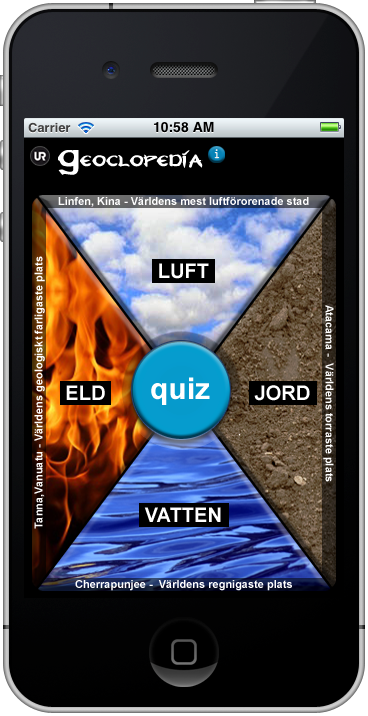 Carrier 10:58 AM
UR GEOCLOPEDIA i
Linfen, Kina - Världens mest luftförorenade stad
LUFT
Tanna,Vanuatu - Världens geologiskt farligaste plats
ELD
quiz
JORD
Atacama - Världens torraste plats
VATTEN
Cherrapunjee - Världens regnigaste plats